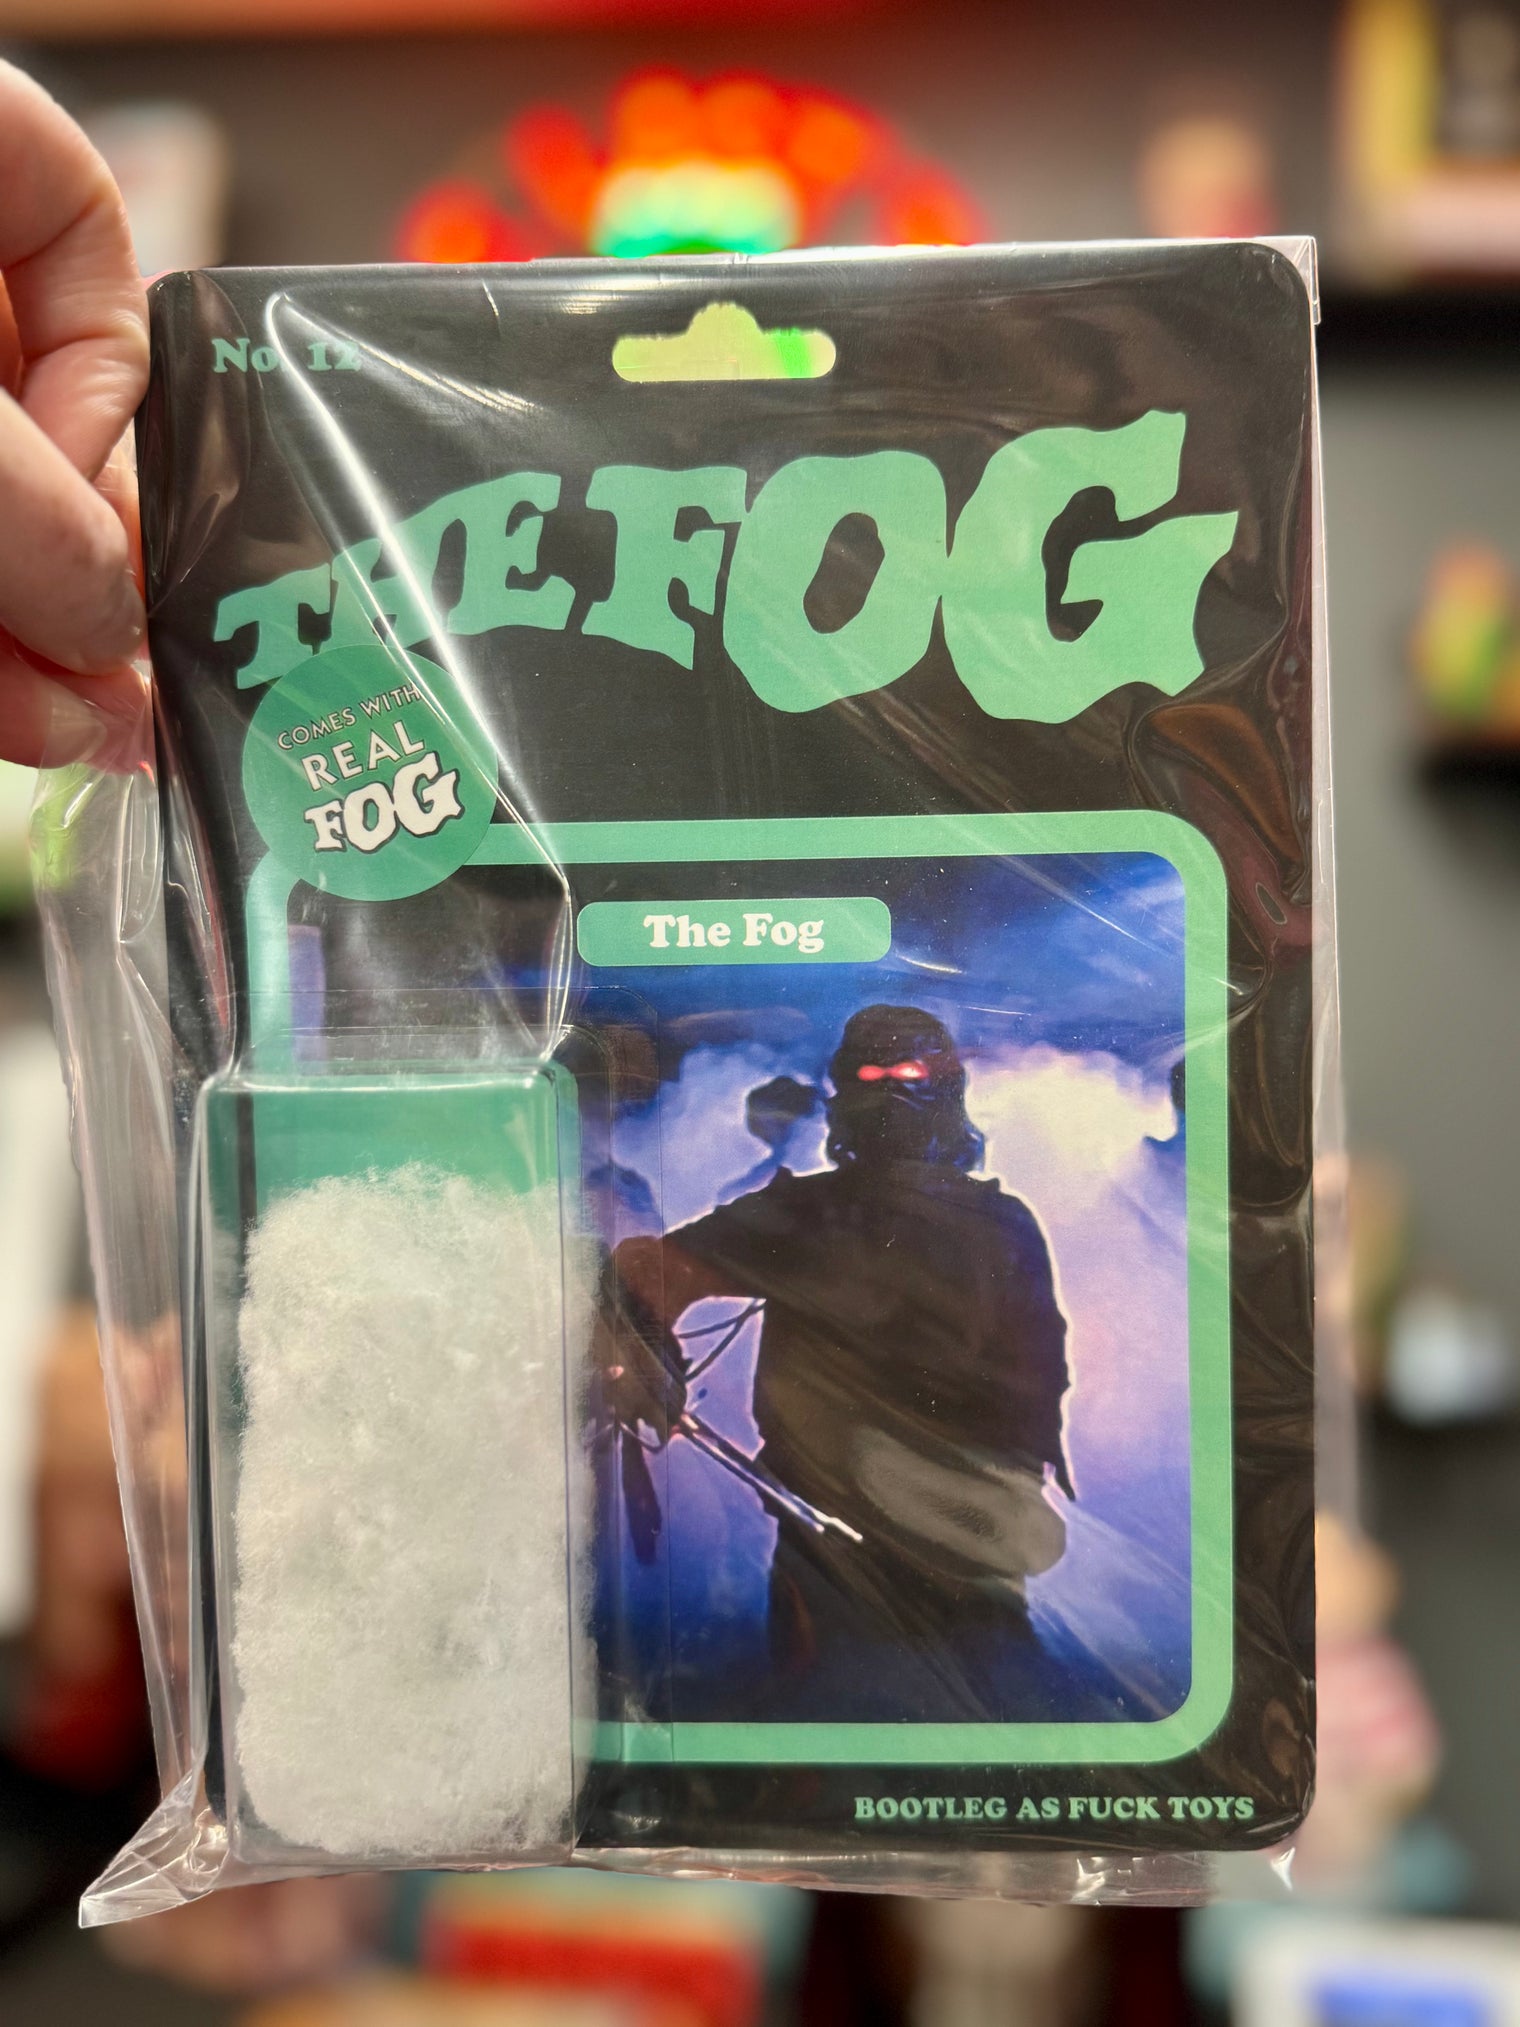 No. 12
THE FOG
COMES WITH
REAL
FOG
The Fog
BOOTLEG AS FUCK TOYS